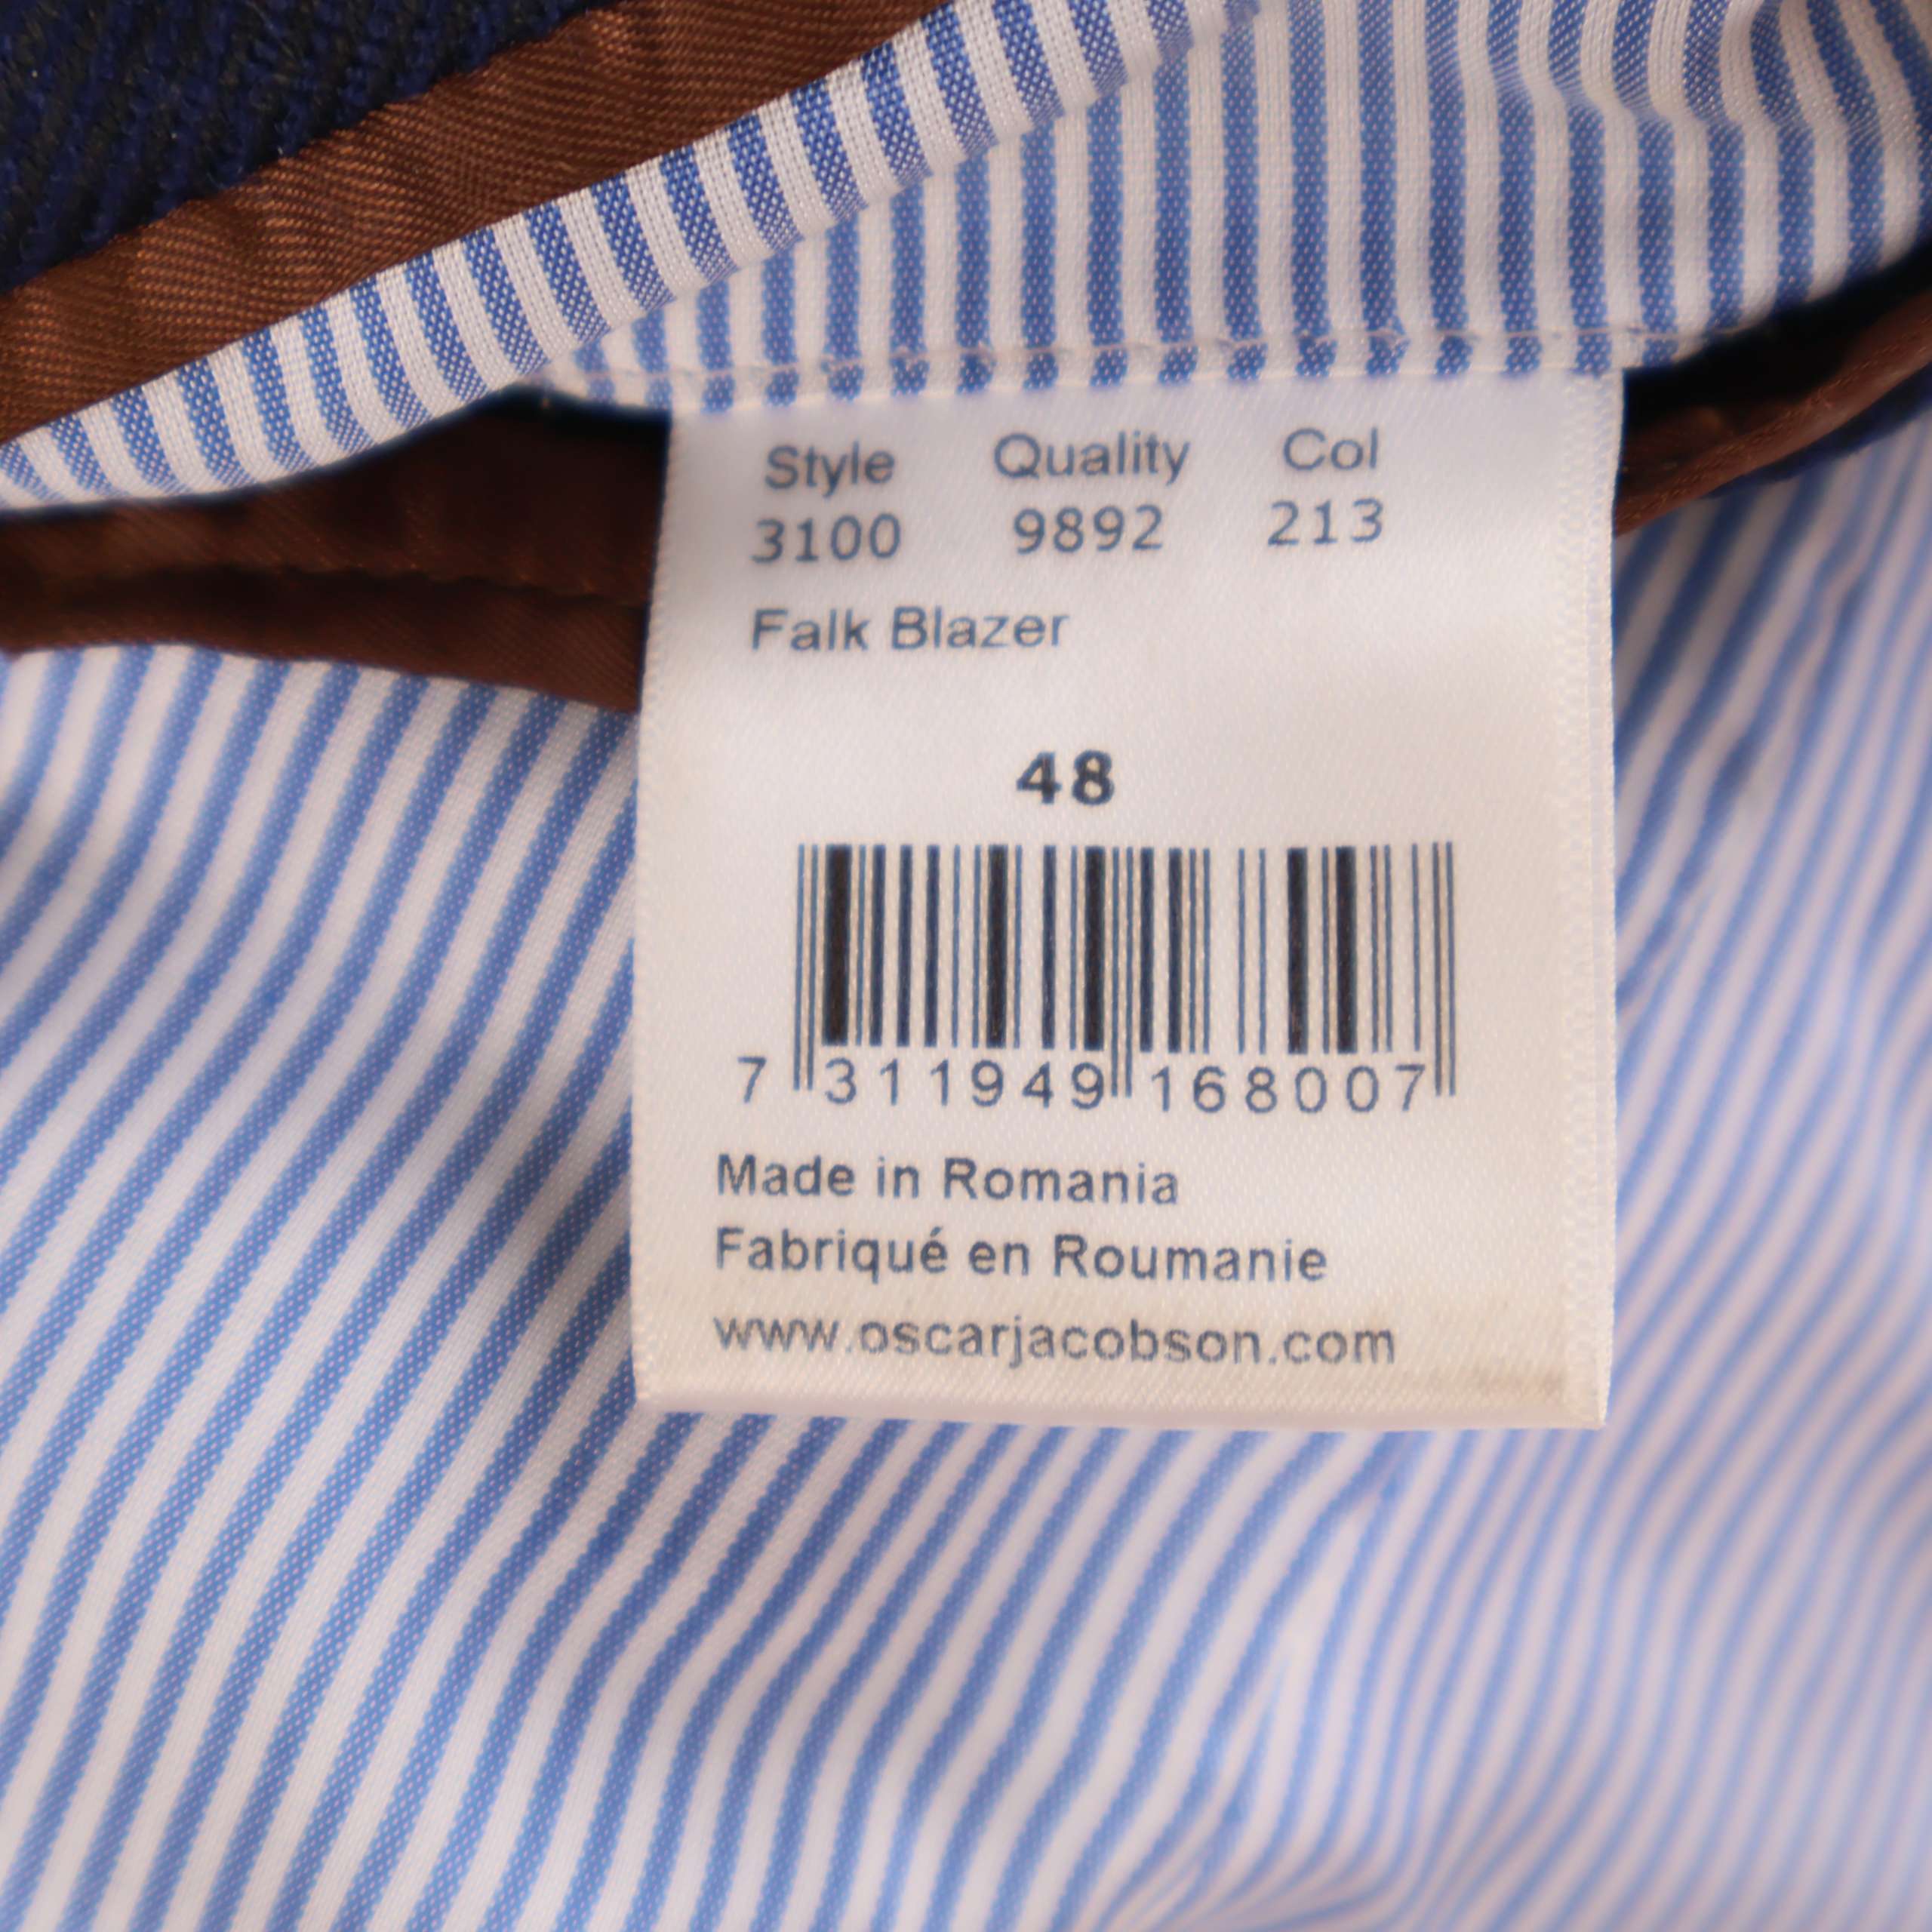 Style Quality Col
3100 9892 213
Falk Blazer
48
7 311949 168007
Made in Romania
Fabriqué en Roumanie
www.oscarjacobson.com